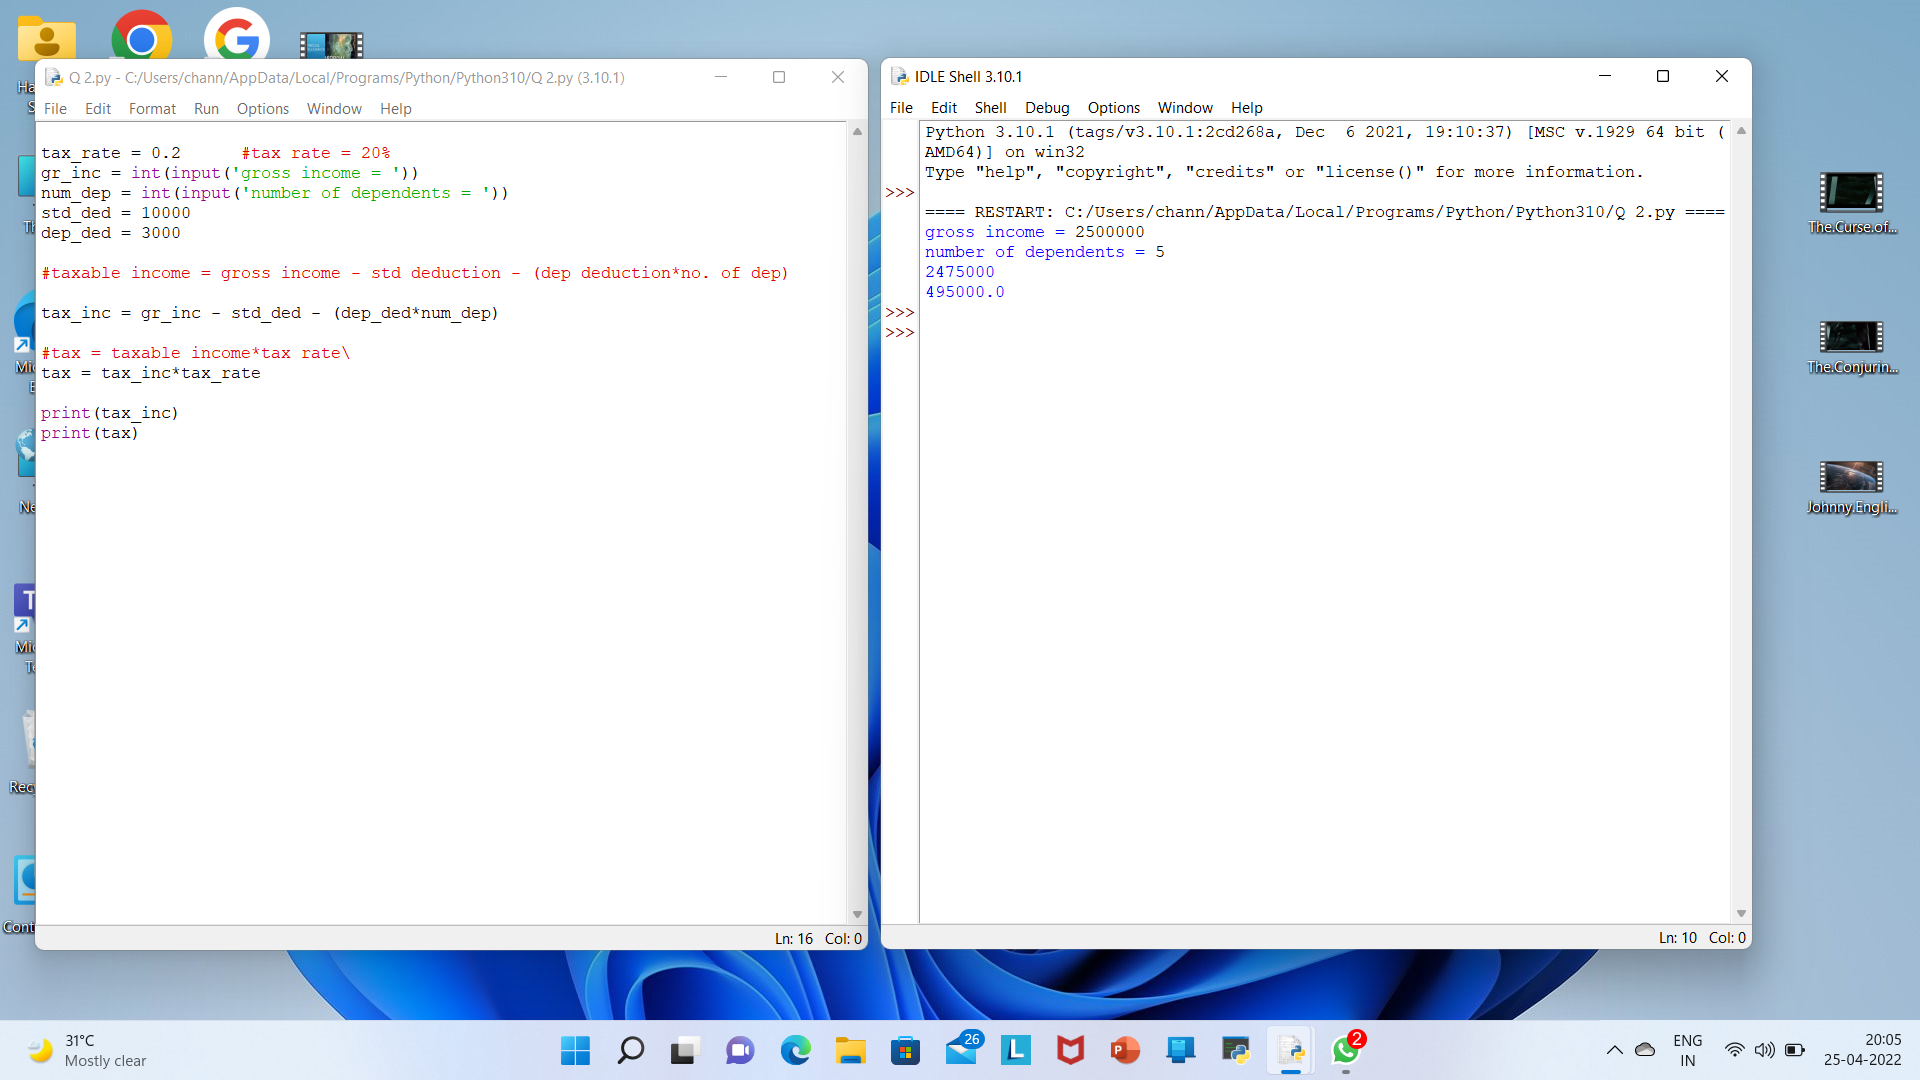 Q 2.py - C:/Users/chann/AppData/Local/Programs/Python/Python310/Q 2.py (3.10.1)
File Edit Format Run Options Window Help
tax_rate = 0.2      #tax rate = 20%
gr_inc = int(input('gross income = '))
num_dep = int(input('number of dependents = '))
std_ded = 10000
dep_ded = 3000
#taxable income = gross income - std deduction - (dep deduction*no. of dep)
tax_inc = gr_inc - std_ded - (dep_ded*num_dep)
#tax = taxable income*tax rate\
tax = tax_inc*tax_rate
print(tax_inc)
print(tax)
Ln: 16 Col: 0
IDLE Shell 3.10.1
File Edit Shell Debug Options Window Help
Python 3.10.1 (tags/v3.10.1:2cd268a, Dec  6 2021, 19:10:37) [MSC v.1929 64 bit (
AMD64)] on win32
Type "help", "copyright", "credits" or "license()" for more information.
>>>
==== RESTART: C:/Users/chann/AppData/Local/Programs/Python/Python310/Q 2.py ====
gross income = 2500000
number of dependents = 5
2475000
495000.0
>>>
>>>
Ln: 10 Col: 0
The.Curse.of...
The.Conjurin...
Johnny.Engli...
31°C
Mostly clear
26
2
ENG
IN
20:05
25-04-2022